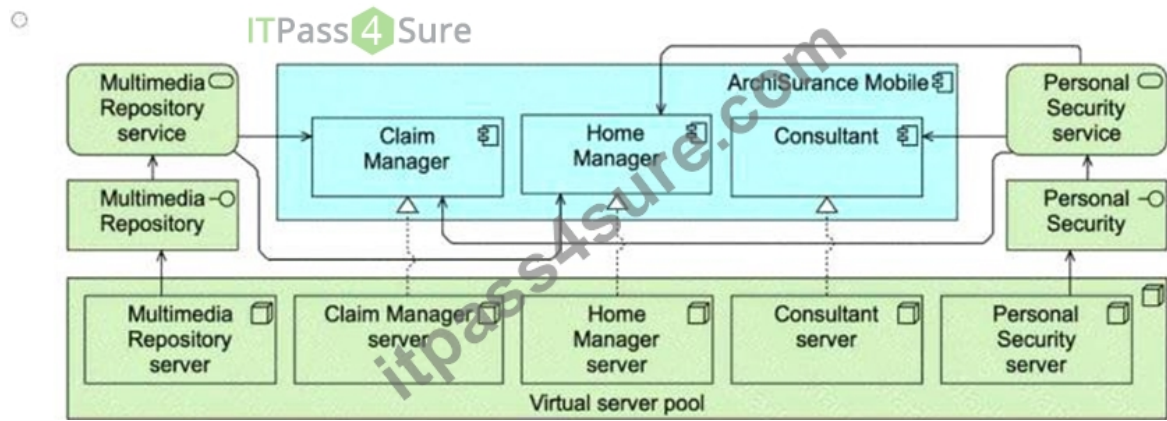 ITPass4Sure
Multimedia
Repository
service
ArchiSurance Mobile
Personal
Security
service
Claim
Manager
Home
Manager
Consultant
Multimedia
Repository
Personal
Security
Multimedia
Repository
server
Claim Manager
server
Home
Manager
server
Consultant
server
Personal
Security
server
Virtual server pool
itpass4sure.com